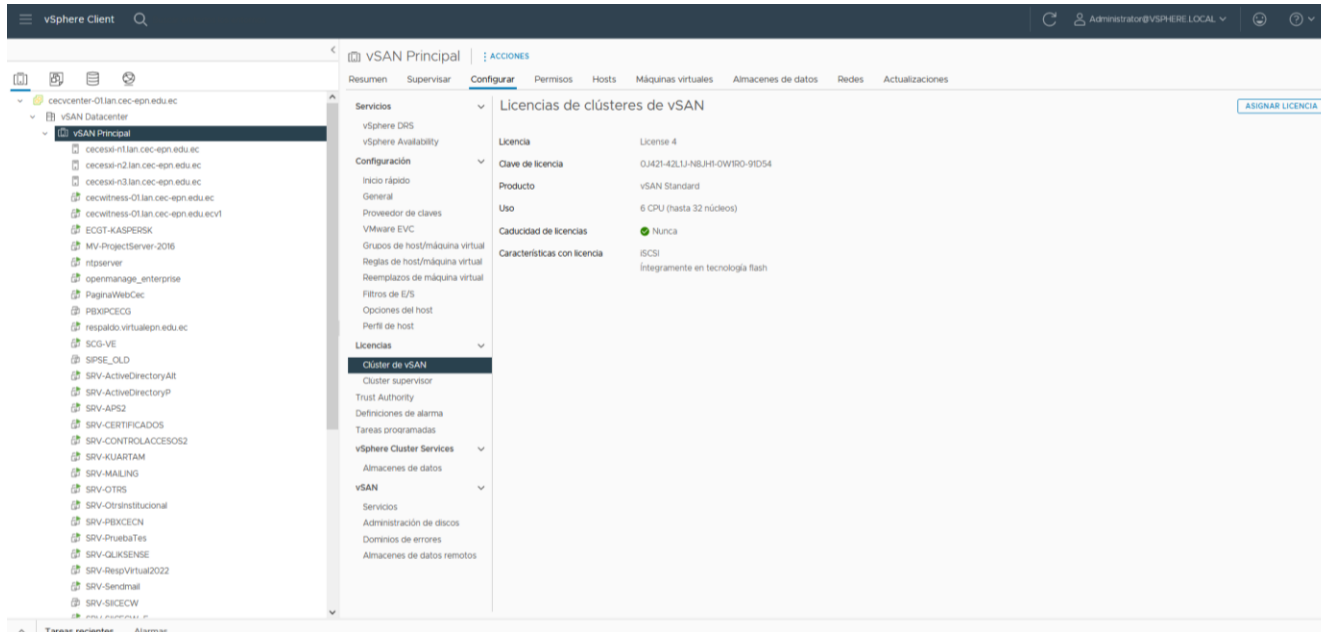 vSphere Client
Administrator@VSPHERE.LOCAL
vSAN Principal
ACCIONES
Resumen Supervisar Configurar Permisos Hosts Máquinas virtuales Almacenes de datos Redes Actualizaciones
cecvcenter-01.lan.cec-epn.edu.ec
vSAN Datacenter
vSAN Principal
cecesxi-n1.lan.cec-epn.edu.ec
cecesxi-n2.lan.cec-epn.edu.ec
cecesxi-n3.lan.cec-epn.edu.ec
cecwitness-01.lan.cec-epn.edu.ec
cecwitness-01.lan.cec-epn.edu.ecv1
ECGT-KASPERSK
MV-ProjectServer-2016
ntpserver
openmanage_enterprise
PaginaWebCec
PBXIPCECG
respaldo.virtualepn.edu.ec
SCG-VE
SIPSE_OLD
SRV-ActiveDirectoryAlt
SRV-ActiveDirectoryP
SRV-APS2
SRV-CERTIFICADOS
SRV-CONTROLACCESOS2
SRV-KUARTAM
SRV-MAILING
SRV-OTRS
SRV-OtrsInstitucional
SRV-PBXCECN
SRV-PruebaTes
SRV-QLIKSENSE
SRV-RespVirtual2022
SRV-Sendmail
SRV-SIICECW
Servicios
vSphere DRS
vSphere Availability
Configuración
Inicio rápido
General
Proveedor de claves
VMware EVC
Grupos de host/máquina virtual
Reglas de host/máquina virtual
Reemplazos de máquina virtual
Filtros de E/S
Opciones del host
Perfil de host
Licencias
Clúster de vSAN
Cluster supervisor
Trust Authority
Definiciones de alarma
Tareas programadas
vSphere Cluster Services
Almacenes de datos
vSAN
Servicios
Administración de discos
Dominios de errores
Almacenes de datos remotos
Licencias de clústeres de vSAN
ASIGNAR LICENCIA
Licencia License 4
Clave de licencia 0J421-42L1J-N8JH1-0W1R0-91D54
Producto vSAN Standard
Uso 6 CPU (hasta 32 núcleos)
Caducidad de licencias Nunca
Características con licencia iSCSI
Íntegramente en tecnología flash
Tareas recientes Alarmas